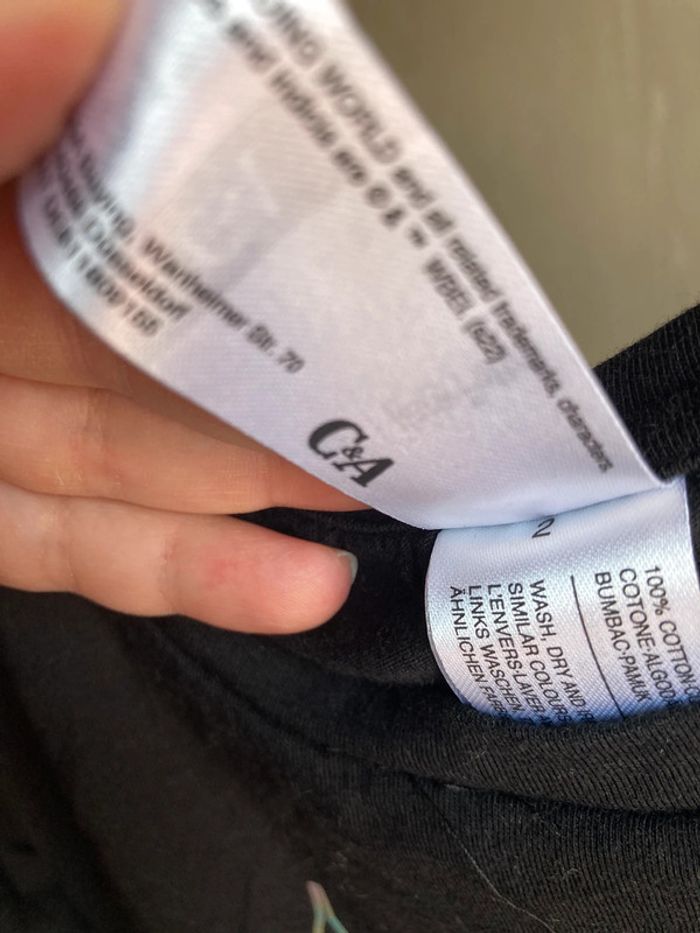 WORLD and all related trademarks, characters,
and indicia are © & ™ WBEI. (s22)
Wanheimer Str. 70
Düsseldorf
C&A
100% COTTON
COTONE-ALGOD
BUMBAC-PAMUK
WASH, DRY AND
SIMILAR COLOURS
L'ENVERS-LAVER
LINKS WASCHEN
ÄHNLICHEN FAR